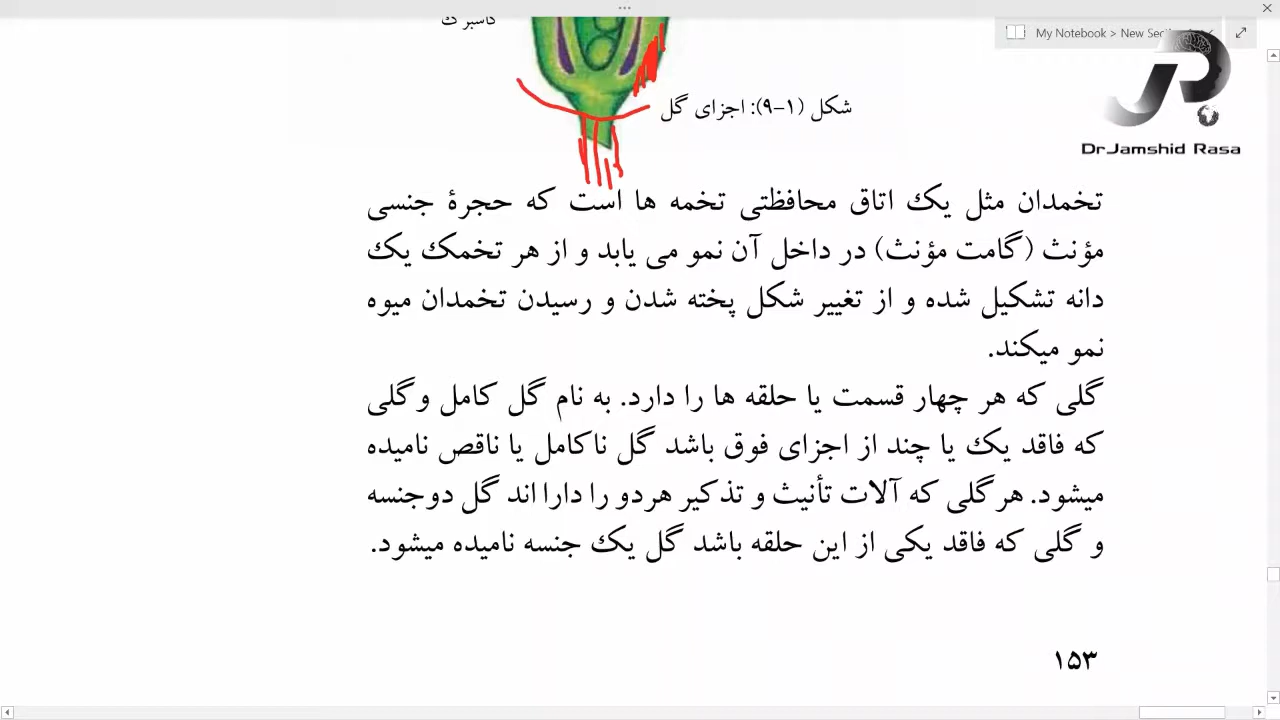 کاسبرگ
My Notebook > New Se
شکل (۱-۹): اجزای گل
Dr Jamshid Rasa
تخمدان مثل یک اتاق محافظتی تخمه ها است که حجرۀ جنسی
مؤنث (گامت مؤنث) در داخل آن نمو می یابد و از هر تخمک یک
دانه تشکیل شده و از تغییر شکل پخته شدن و رسیدن تخمدان میوه
نمو میکند.
گلی که هر چهار قسمت یا حلقه ها را دارد. به نام گل کامل و گلی
که فاقد یک یا چند از اجزای فوق باشد گل ناکامل یا ناقص نامیده
میشود. هر گلی که آلات تأنیث و تذکیر هردو را دارا اند گل دوجنسه
و گلی که فاقد یکی از این حلقه باشد گل یک جنسه نامیده میشود.
۱۵۳